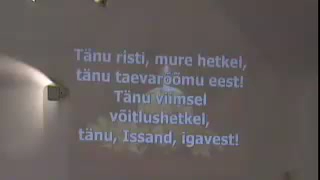 Tänu risti, mure hetkel,
tänu taevarõõmu eest!
Tänu viimsel
võitlushetkel,
tänu, Issand, igavest!